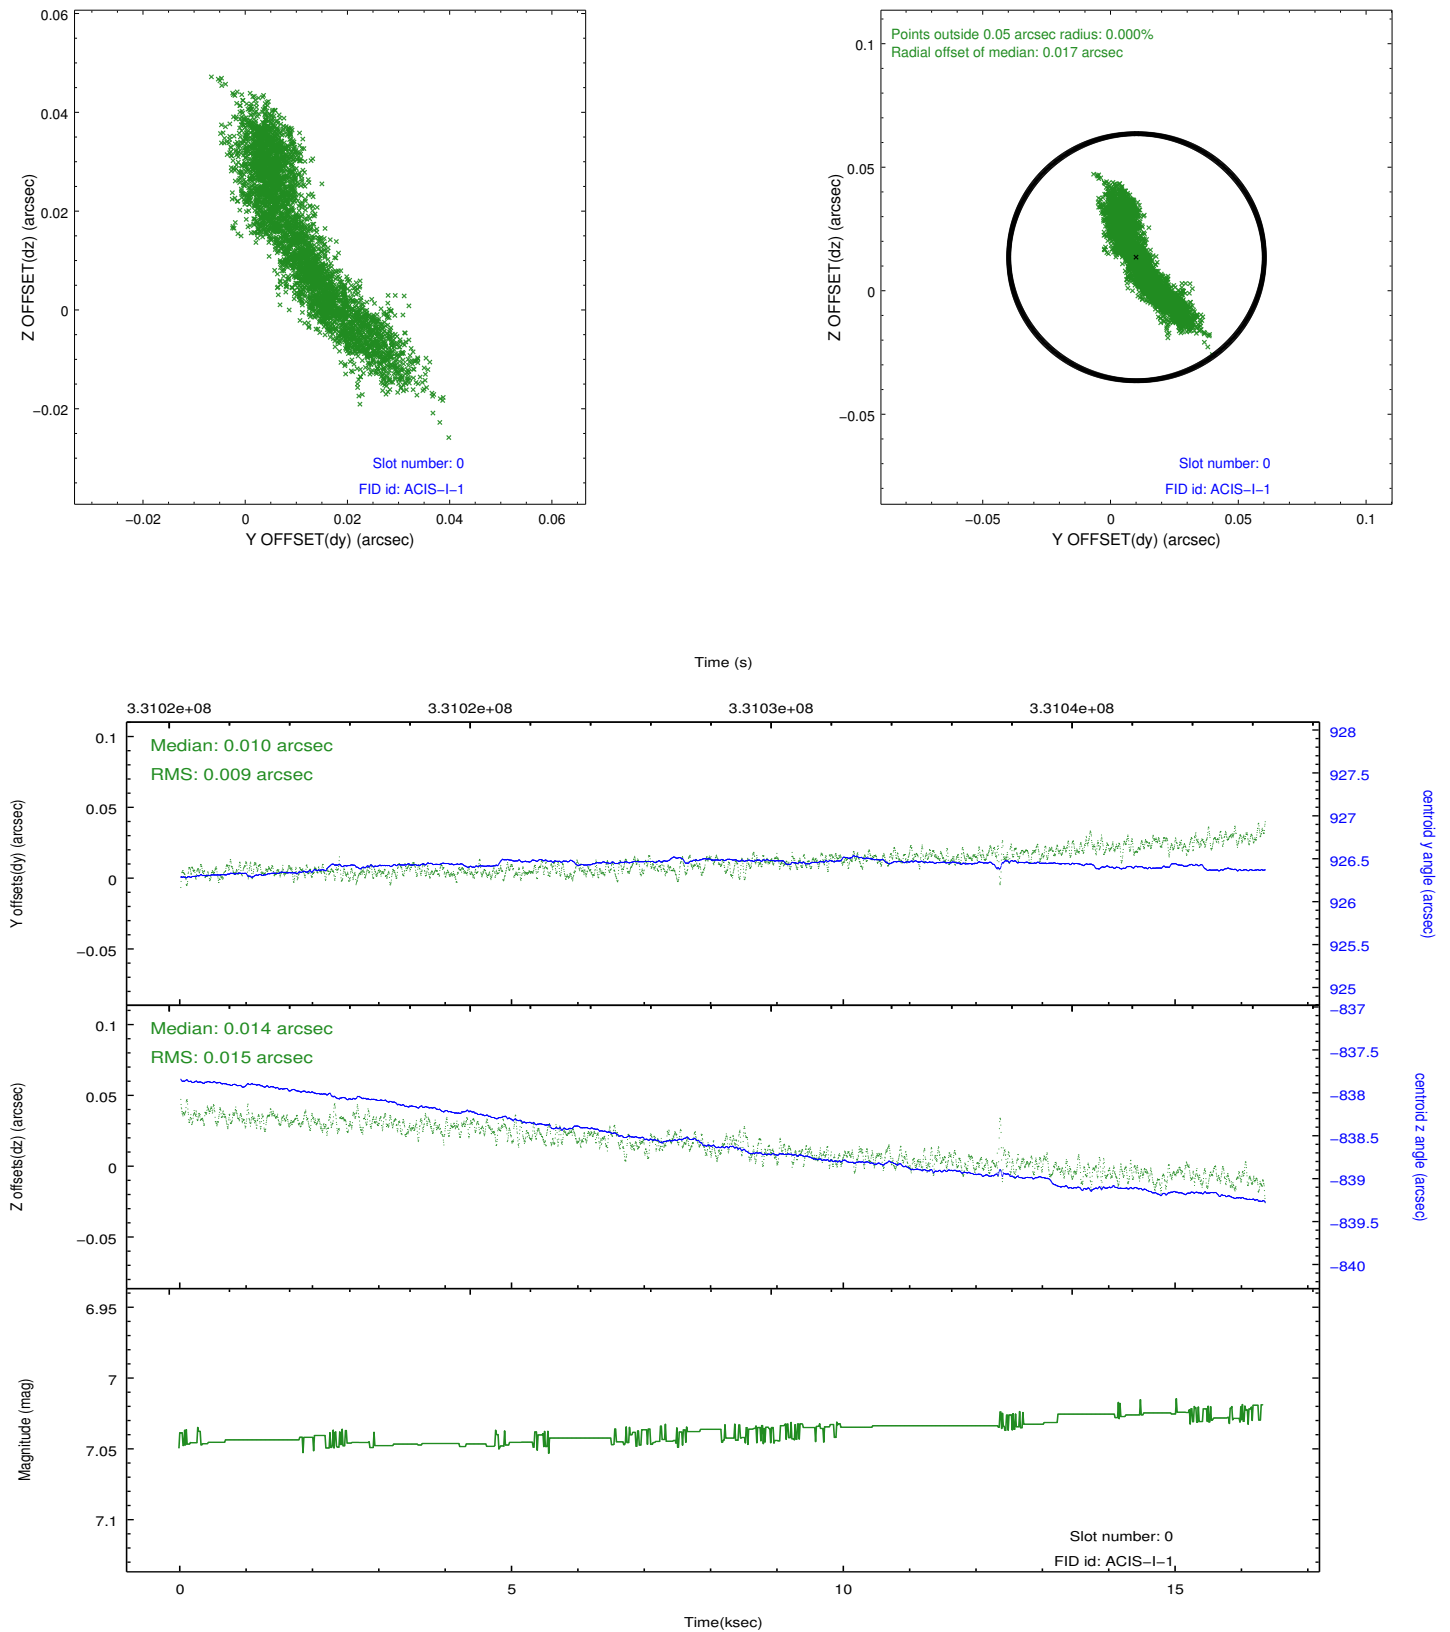 0.06
0.04
0.02
0
−0.02
Z OFFSET(dz) (arcsec)
Slot number: 0
FID id: ACIS−I−1
−0.02
0
0.02
0.04
0.06
Y OFFSET(dy) (arcsec)
Points outside 0.05 arcsec radius: 0.000%
Radial offset of median: 0.017 arcsec
0.1
0.05
0
−0.05
Z OFFSET(dz) (arcsec)
Slot number: 0
FID id: ACIS−I−1
−0.05
0
0.05
0.1
Y OFFSET(dy) (arcsec)
Time (s)
3.3102e+08
3.3102e+08
3.3103e+08
3.3104e+08
Median: 0.010 arcsec
RMS: 0.009 arcsec
0.1
0.05
0
−0.05
Y offsets(dy) (arcsec)
928
927.5
927
926.5
926
925.5
925
centroid y angle (arcsec)
Median: 0.014 arcsec
RMS: 0.015 arcsec
0.1
0.05
0
−0.05
Z offsets(dz) (arcsec)
−837
−837.5
−838
−838.5
−839
−839.5
−840
centroid z angle (arcsec)
6.95
7
7.05
7.1
Magnitude (mag)
Slot number: 0
FID id: ACIS−I−1
0
5
10
15
Time(ksec)